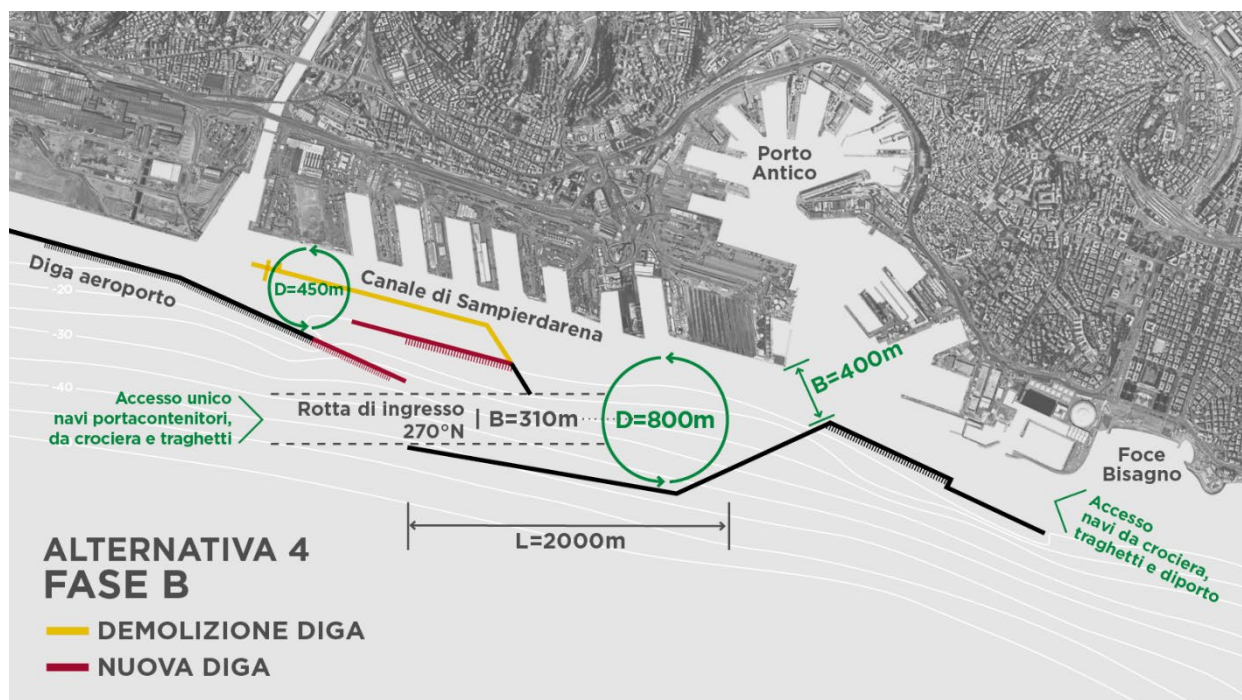 Porto
Antico
Diga aeroporto
D=450m
Canale di Sampierdarena
-20
-30
-40
B=400m
Accesso unico
navi portacontenitori,
da crociera e traghetti
Rotta di ingresso
270°N
B=310m
D=800m
Foce
Bisagno
Accesso
navi da crociera,
traghetti e diporto
L=2000m
ALTERNATIVA 4
FASE B
DEMOLIZIONE DIGA
NUOVA DIGA